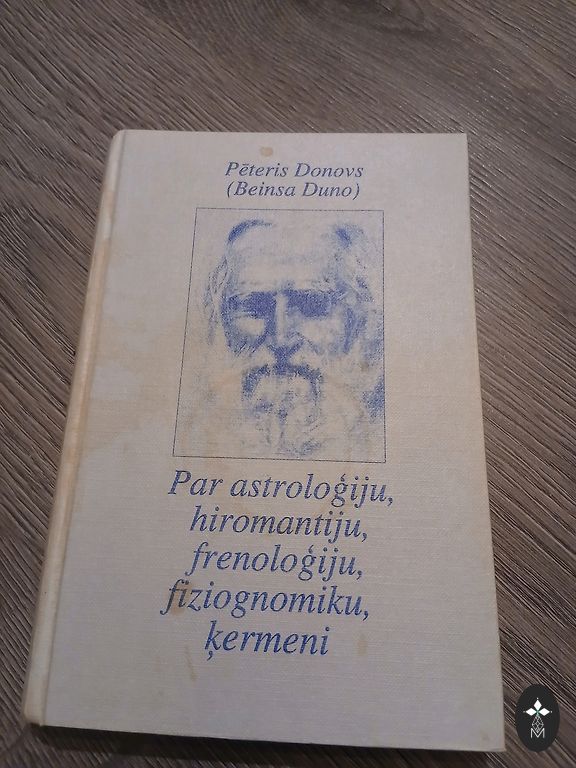 Pēteris Donovs
(Beinsa Duno)
Par astroloģiju,
hiromantiju,
frenoloģiju,
fiziognomiku,
ķermeni